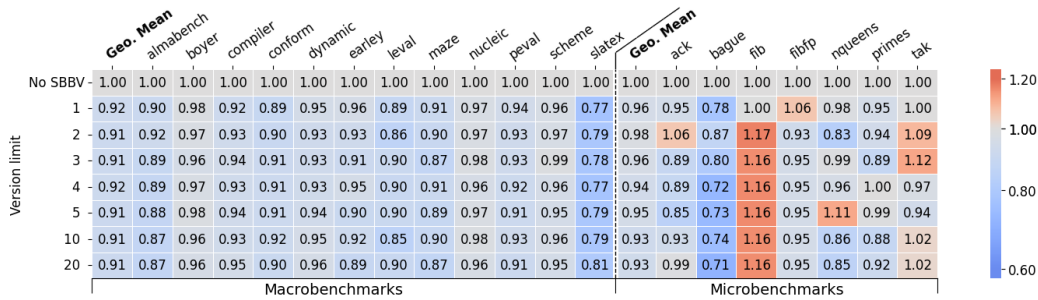 Geo. Mean almabench boyer compiler conform dynamic earley leval maze nucleic peval scheme slatex Geo. Mean ack bague fib fibfp nqueens primes tak
No SBBV 1.00 1.00 1.00 1.00 1.00 1.00 1.00 1.00 1.00 1.00 1.00 1.00 1.00 1.00 1.00 1.00 1.00 1.00 1.00 1.00 1.00
1 0.92 0.90 0.98 0.92 0.89 0.95 0.96 0.89 0.91 0.97 0.94 0.96 0.77 0.96 0.95 0.78 1.00 1.06 0.98 0.95 1.00
2 0.91 0.92 0.97 0.93 0.90 0.93 0.93 0.86 0.90 0.97 0.93 0.97 0.79 0.98 1.06 0.87 1.17 0.93 0.83 0.94 1.09
3 0.91 0.89 0.96 0.94 0.91 0.93 0.91 0.90 0.87 0.98 0.93 0.99 0.78 0.96 0.89 0.80 1.16 0.95 0.99 0.89 1.12
4 0.92 0.89 0.97 0.93 0.91 0.93 0.95 0.90 0.91 0.96 0.92 0.96 0.77 0.94 0.89 0.72 1.16 0.95 0.96 1.00 0.97
5 0.91 0.88 0.98 0.94 0.91 0.94 0.90 0.90 0.89 0.97 0.91 0.95 0.79 0.95 0.85 0.73 1.16 0.95 1.11 0.99 0.94
10 0.91 0.87 0.96 0.93 0.92 0.95 0.92 0.85 0.90 0.98 0.93 0.96 0.79 0.93 0.93 0.74 1.16 0.95 0.86 0.88 1.02
20 0.91 0.87 0.96 0.95 0.90 0.96 0.89 0.90 0.87 0.96 0.91 0.95 0.81 0.93 0.99 0.71 1.16 0.95 0.85 0.92 1.02
Version limit
Macrobenchmarks Microbenchmarks
1.20
1.00
0.80
0.60